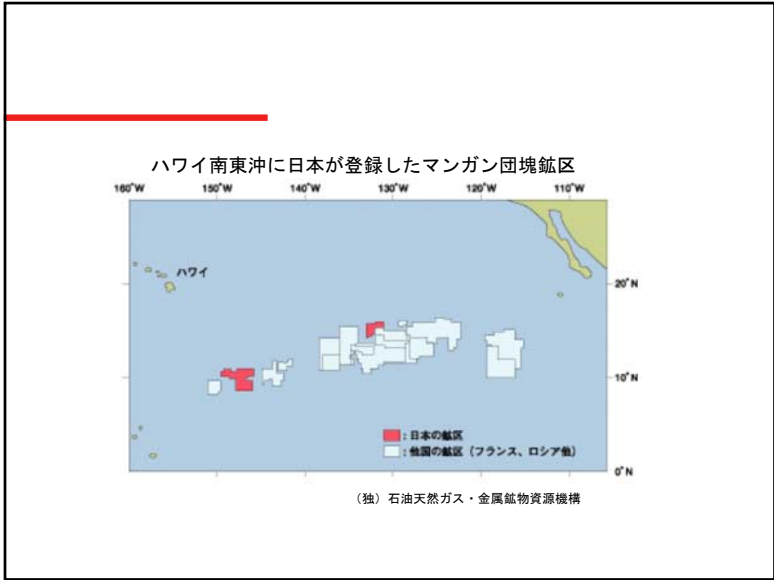 ハワイ南東沖に日本が登録したマンガン団塊鉱区
160°W 150°W 140°W 130°W 120°W 110°W
ハワイ
20°N
10°N
:日本の鉱区
:他国の鉱区(フランス、ロシア他)
0°N
(独)石油天然ガス・金属鉱物資源機構